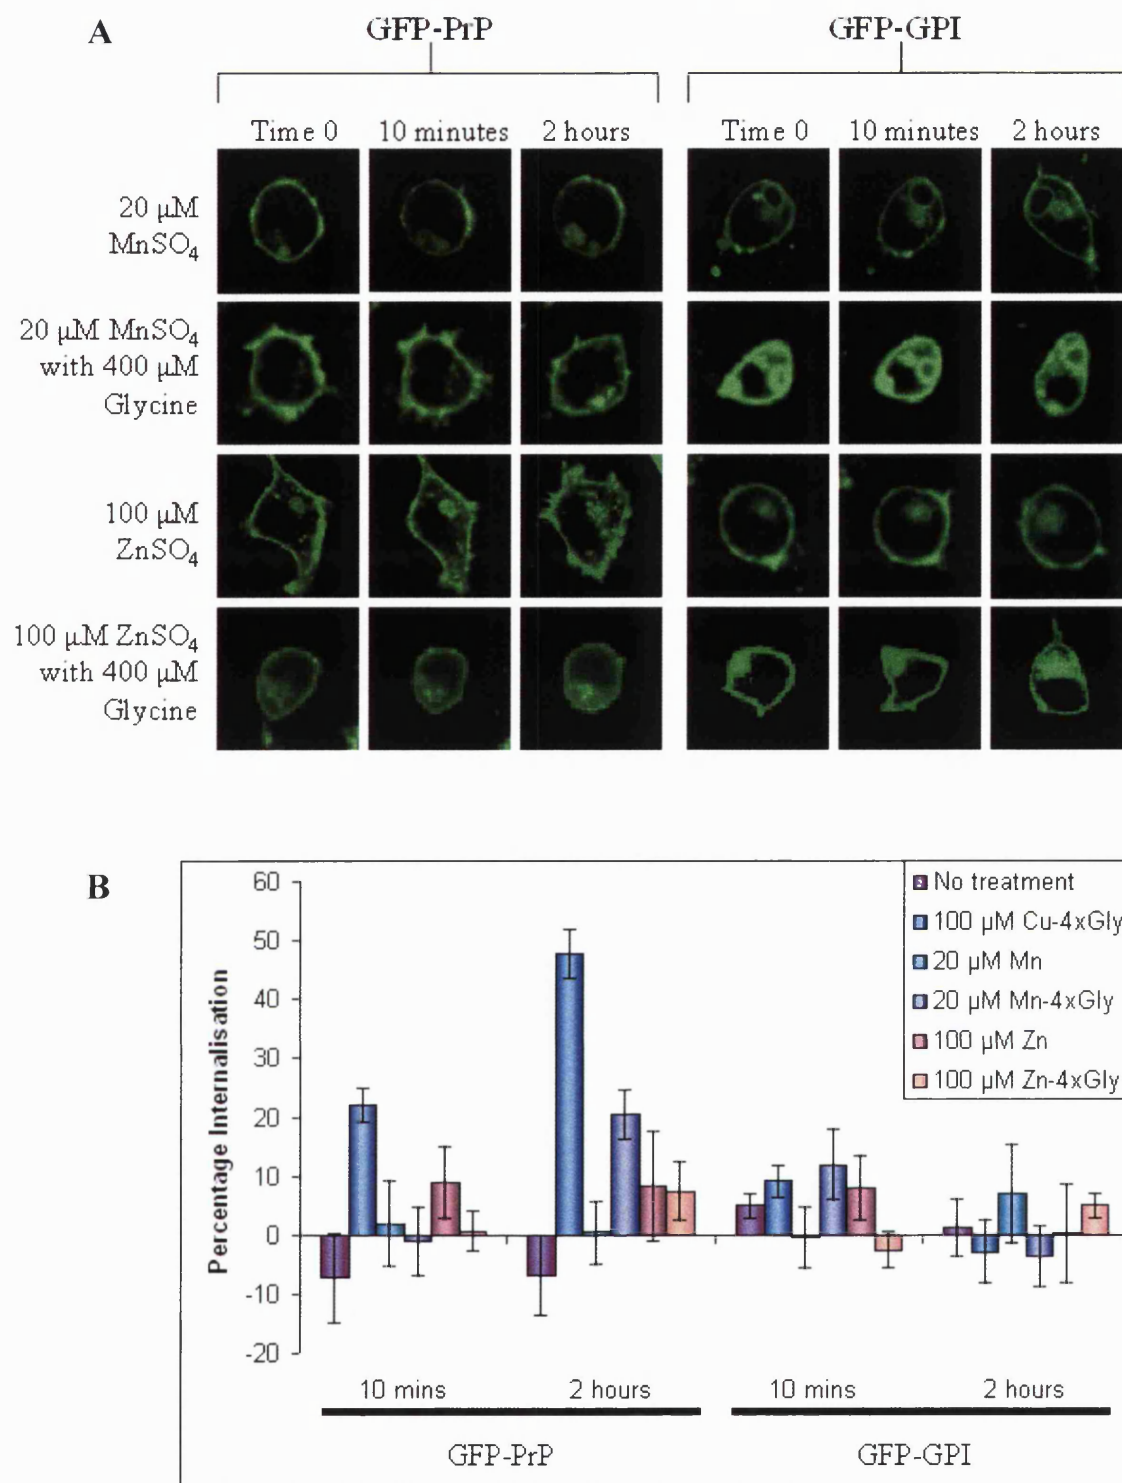 A
GFP-PrP
GFP-GPI
Time 0
10 minutes
2 hours
Time 0
10 minutes
2 hours
20 µM
MnSO₄
20 µM MnSO₄
with 400 µM
Glycine
100 µM
ZnSO₄
100 µM ZnSO₄
with 400 µM
Glycine
B
Percentage Internalisation
60
50
40
30
20
10
0
-10
-20
No treatment
100 µM Cu-4xGly
20 µM Mn
20 µM Mn-4xGly
100 µM Zn
100 µM Zn-4xGly
10 mins
2 hours
10 mins
2 hours
GFP-PrP
GFP-GPI